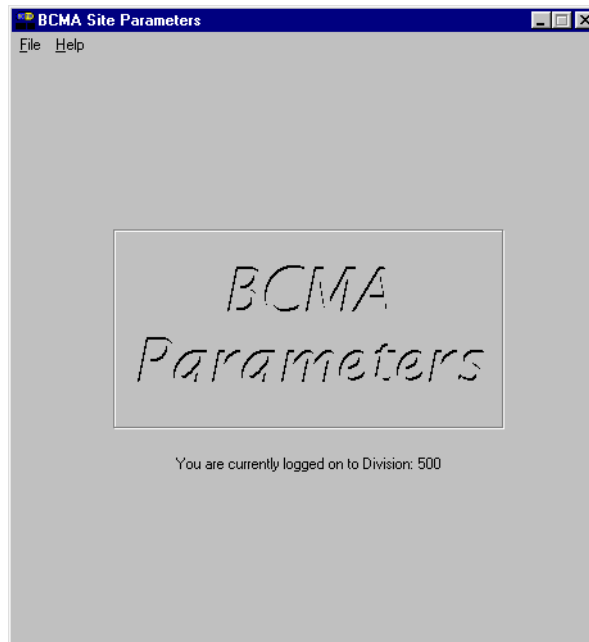 BCMA Site Parameters
File Help
BCMA
Parameters
You are currently logged on to Division: 500